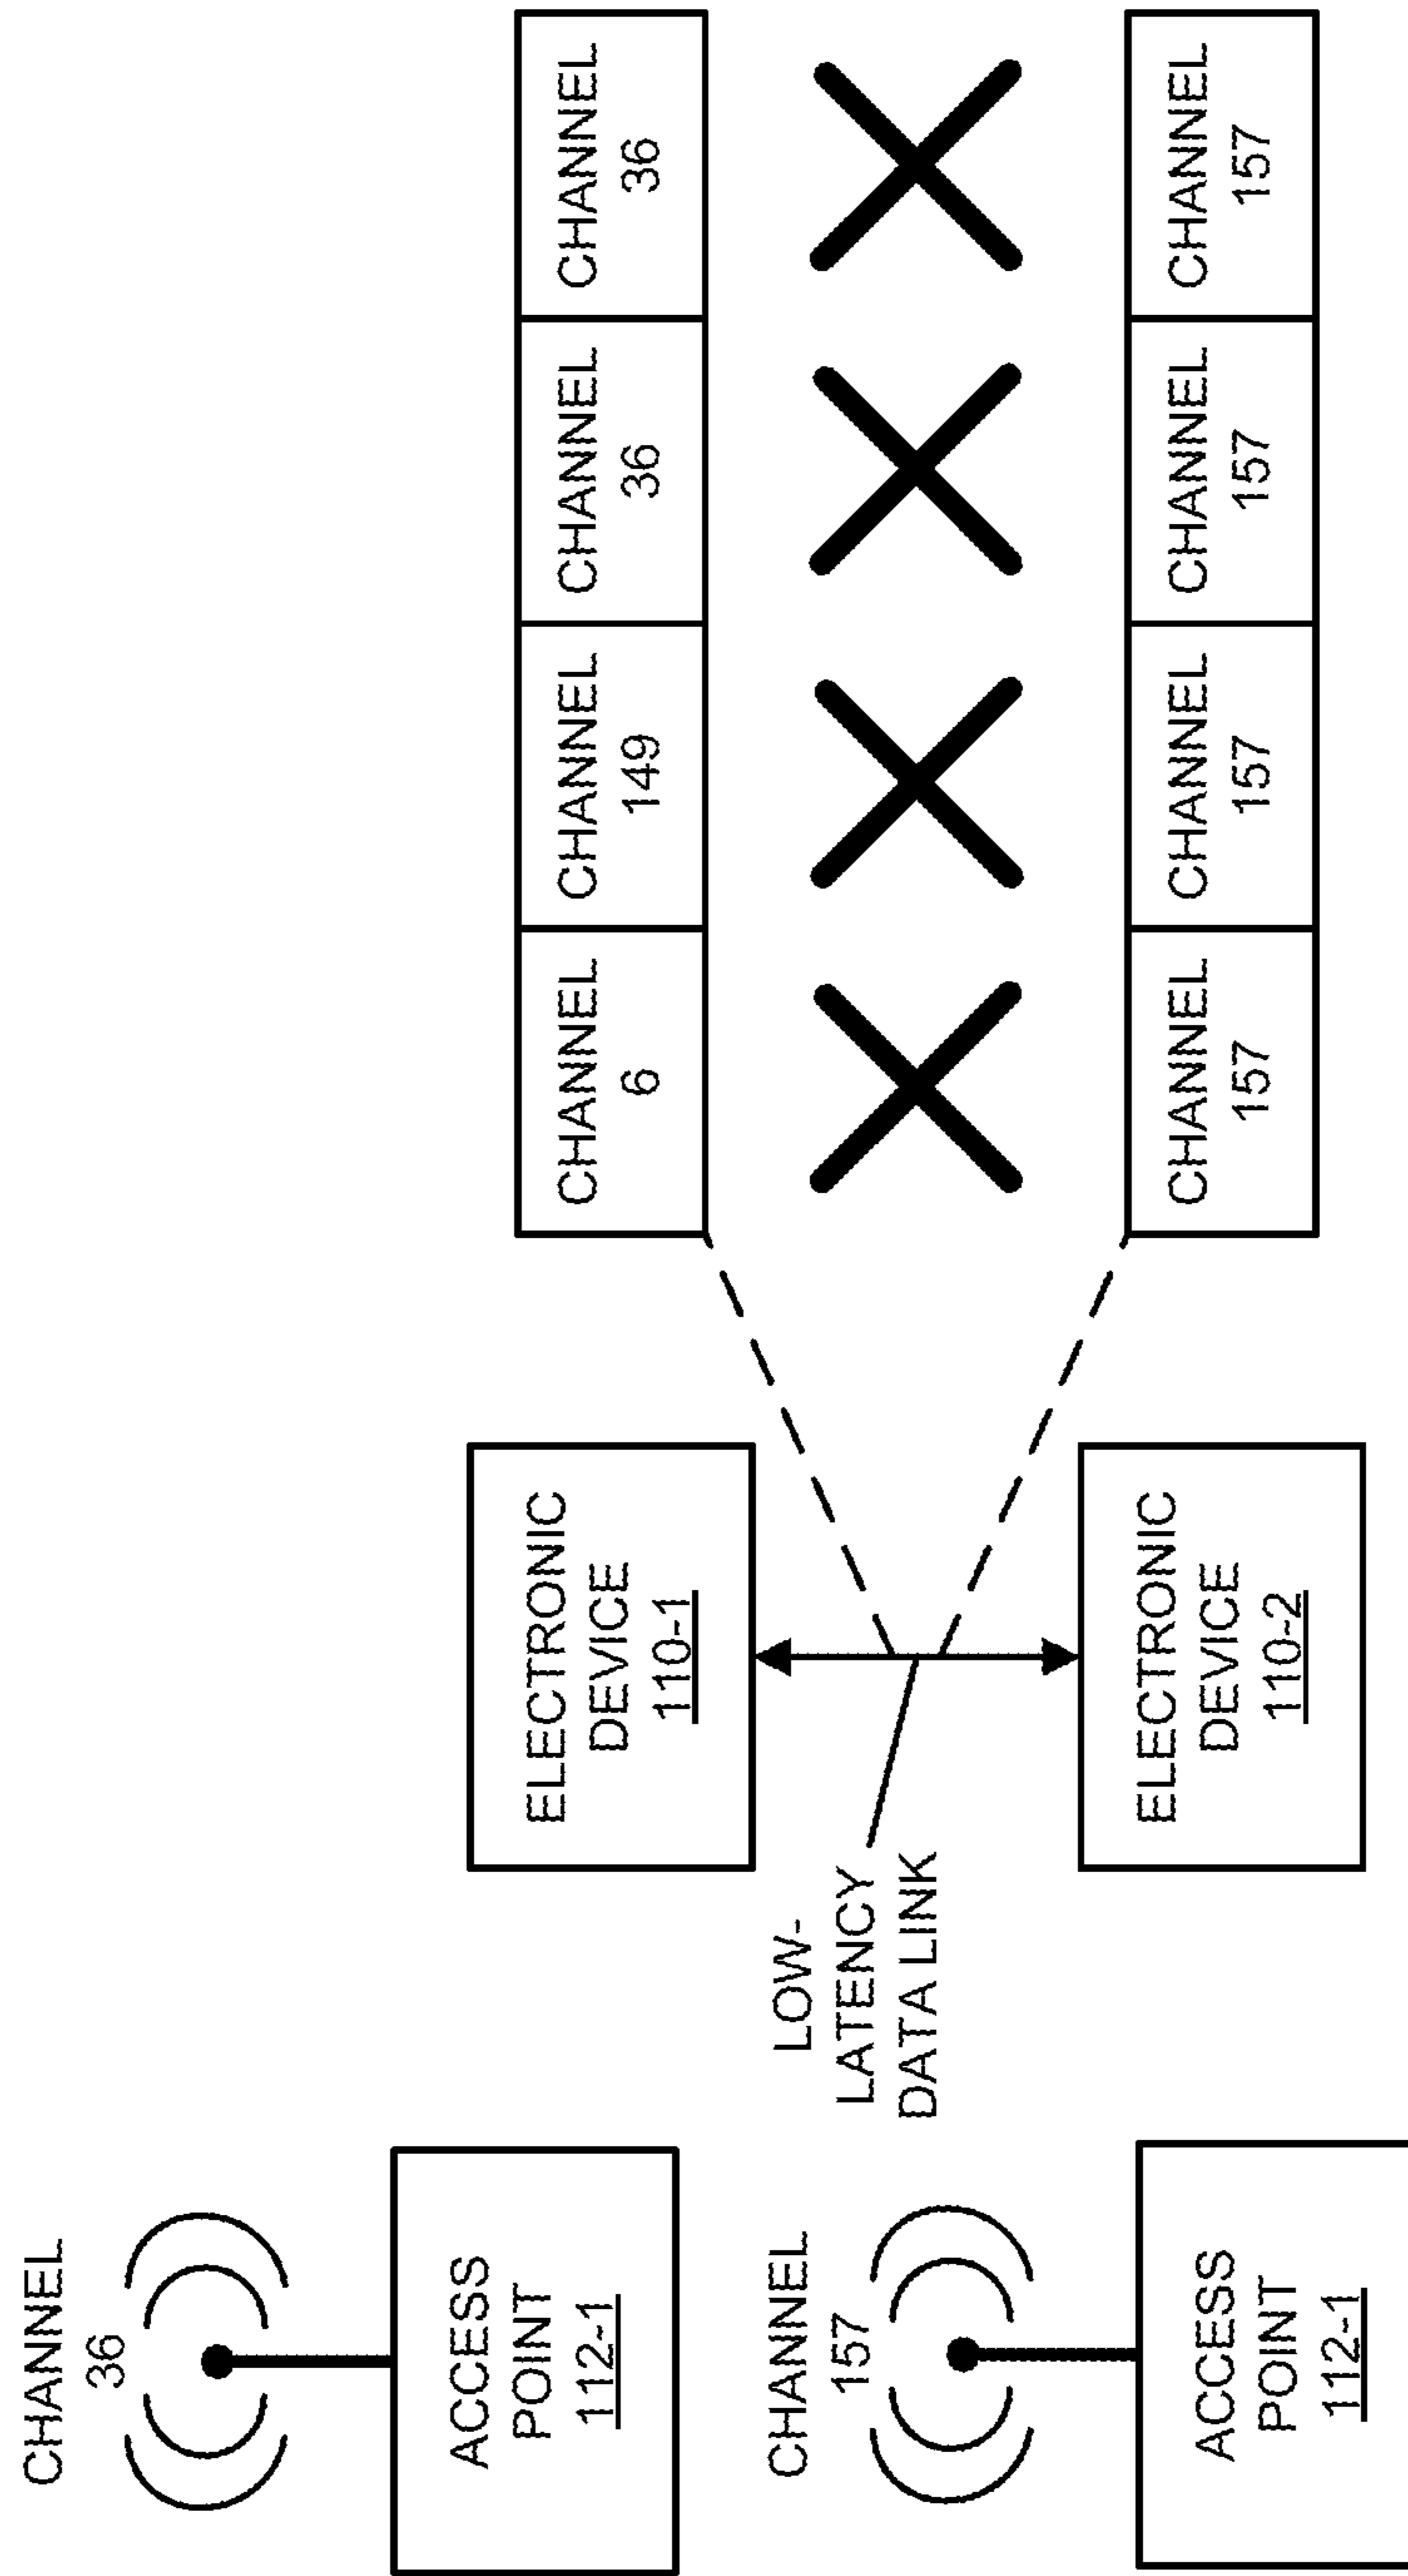 CHANNEL
36
ACCESS
POINT
112-1
CHANNEL
157
ACCESS
POINT
112-1
LOW-
LATENCY
DATA LINK
ELECTRONIC
DEVICE
110-1
ELECTRONIC
DEVICE
110-2
CHANNEL
6
CHANNEL
149
CHANNEL
36
CHANNEL
36
CHANNEL
157
CHANNEL
157
CHANNEL
157
CHANNEL
157